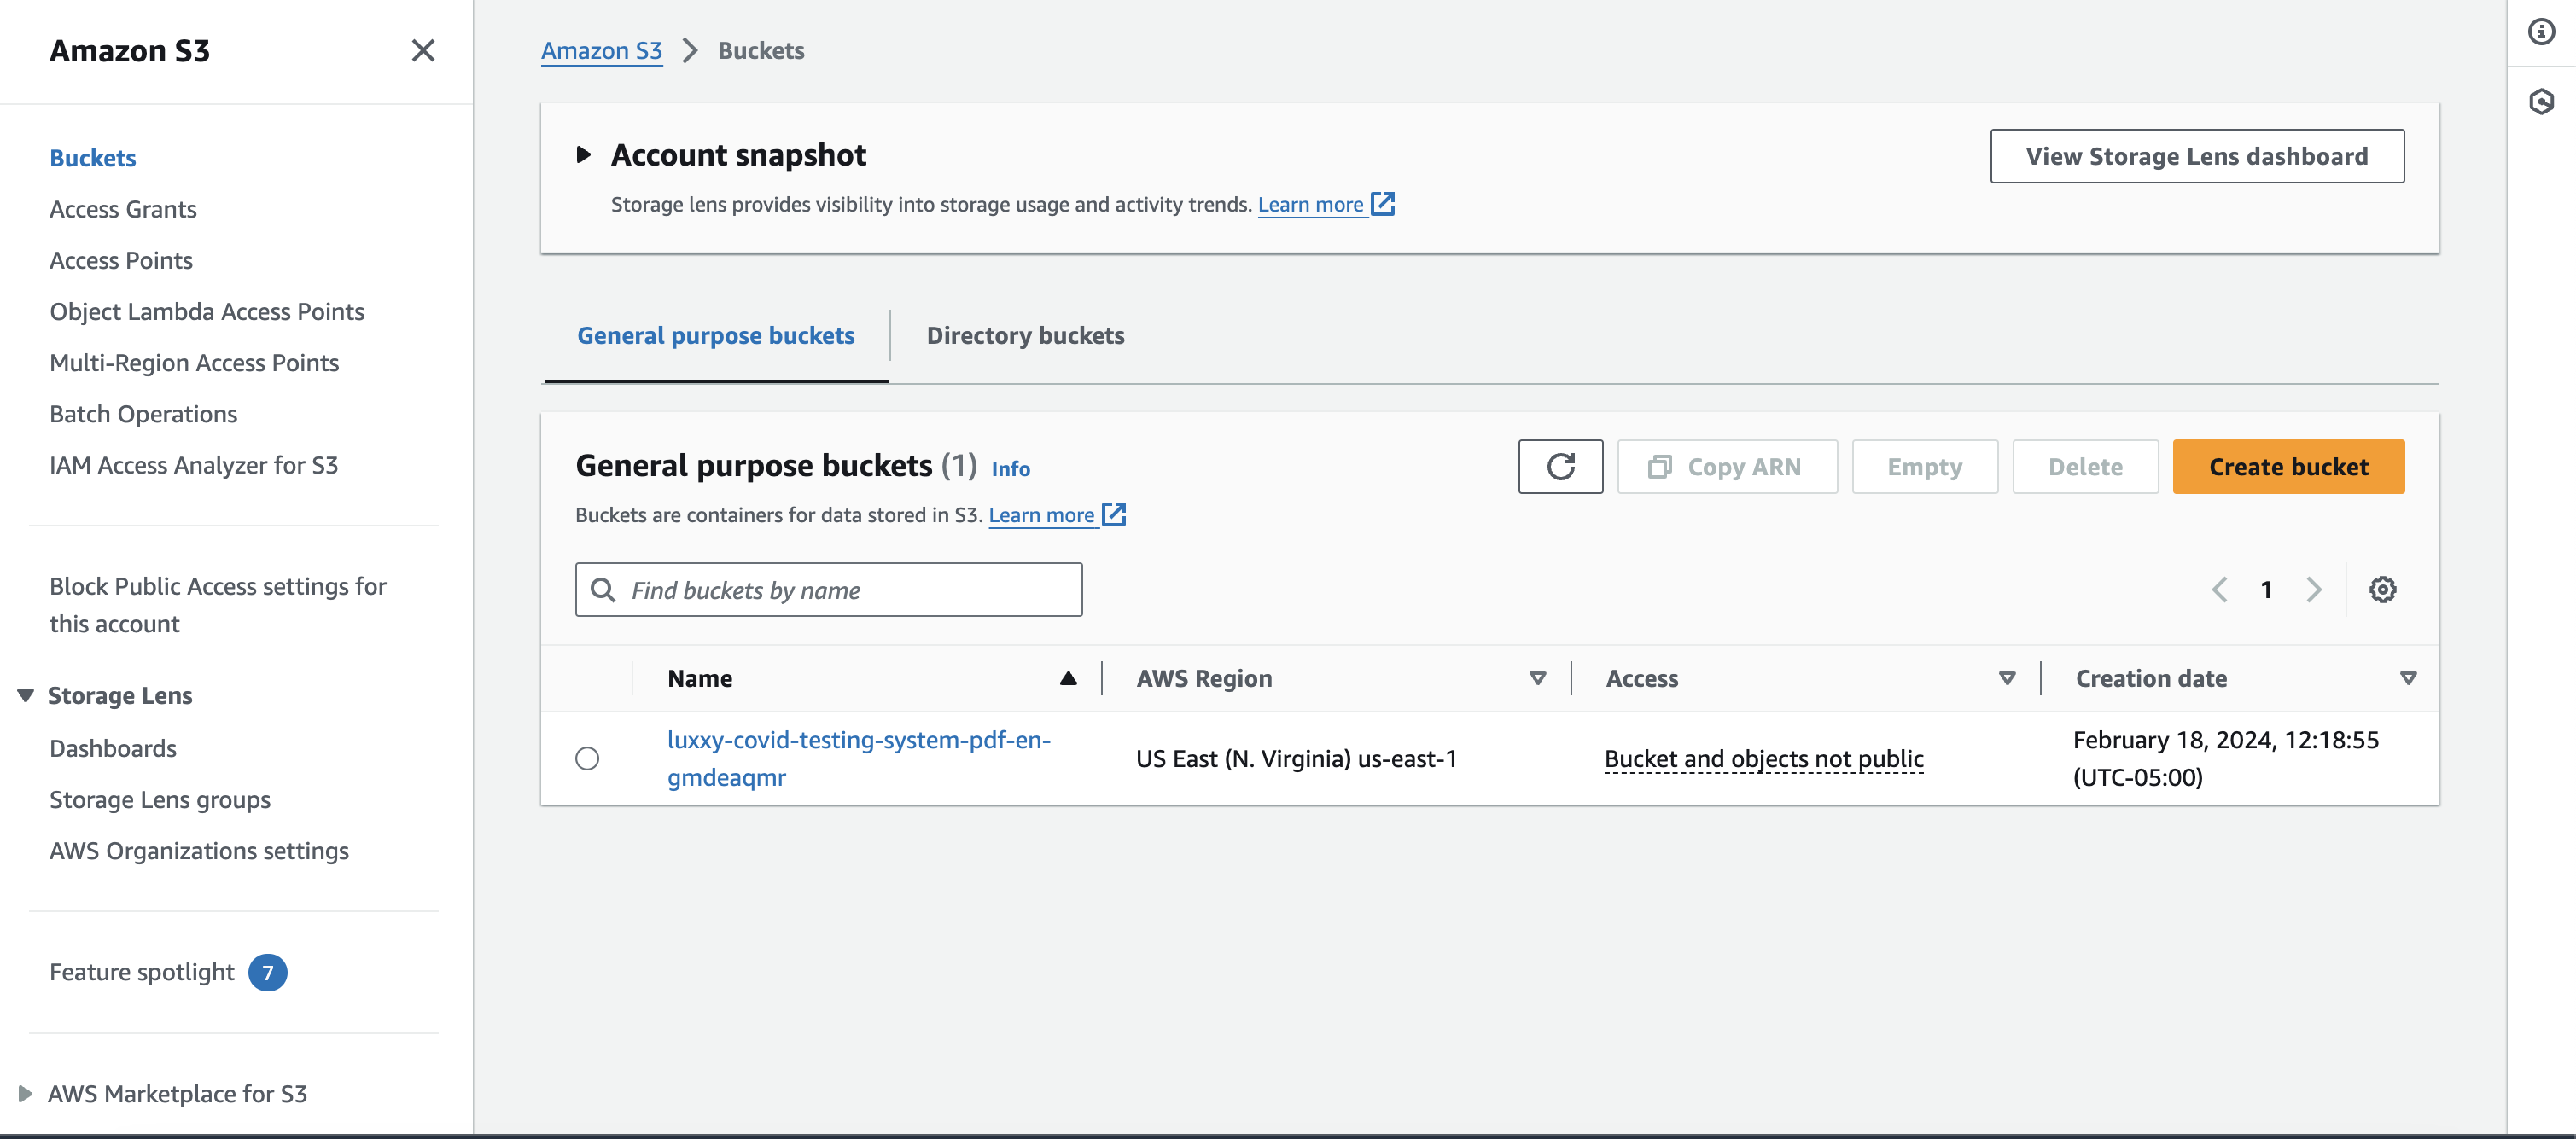 Amazon S3
Buckets
Access Grants
Access Points
Object Lambda Access Points
Multi-Region Access Points
Batch Operations
IAM Access Analyzer for S3
Block Public Access settings for
this account
Storage Lens
Dashboards
Storage Lens groups
AWS Organizations settings
Feature spotlight 7
AWS Marketplace for S3
Amazon S3 > Buckets
Account snapshot
View Storage Lens dashboard
Storage lens provides visibility into storage usage and activity trends. Learn more
General purpose buckets
Directory buckets
General purpose buckets (1) Info
Copy ARN
Empty
Delete
Create bucket
Buckets are containers for data stored in S3. Learn more
Find buckets by name
1
Name
AWS Region
Access
Creation date
luxxy-covid-testing-system-pdf-en-
gmdeaqmr
US East (N. Virginia) us-east-1
Bucket and objects not public
February 18, 2024, 12:18:55
(UTC-05:00)